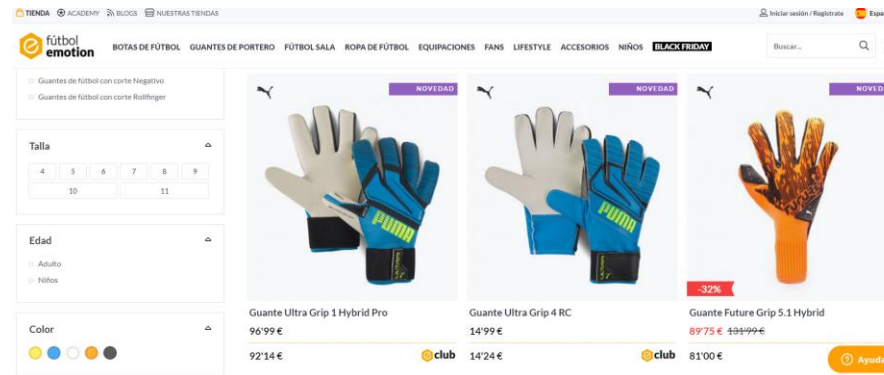 TIENDA ACADEMY BLOGS NUESTRAS TIENDAS Iniciar sesión / Regístrate Espa
fútbol
emotion
BOTAS DE FÚTBOL GUANTES DE PORTERO FÚTBOL SALA ROPA DE FÚTBOL EQUIPACIONES FANS LIFESTYLE ACCESORIOS NIÑOS BLACK FRIDAY Buscar...
Guantes de fútbol con corte Negativo
Guantes de fútbol con corte Rollfinger
Talla
4 5 6 7 8 9
10 11
Edad
Adulto
Niños
Color
NOVEDAD
PUMA
Guante Ultra Grip 1 Hybrid Pro
96'99 €
92'14 € club
NOVEDAD
PUMA
Guante Ultra Grip 4 RC
14'99 €
14'24 € club
NOVEDAD
-32%
Guante Future Grip 5.1 Hybrid
89'75 € 131'99 €
81'00 €
Ayuda